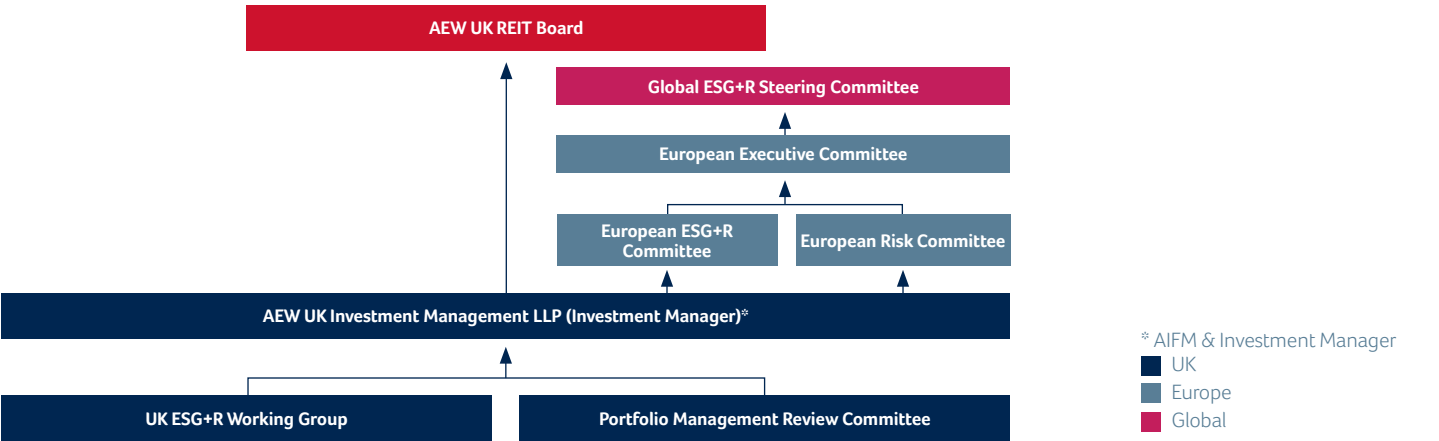 AEW UK REIT Board
Global ESG+R Steering Committee
European Executive Committee
European ESG+R
Committee
European Risk Committee
AEW UK Investment Management LLP (Investment Manager)*
UK ESG+R Working Group
Portfolio Management Review Committee
* AIFM & Investment Manager
UK
Europe
Global